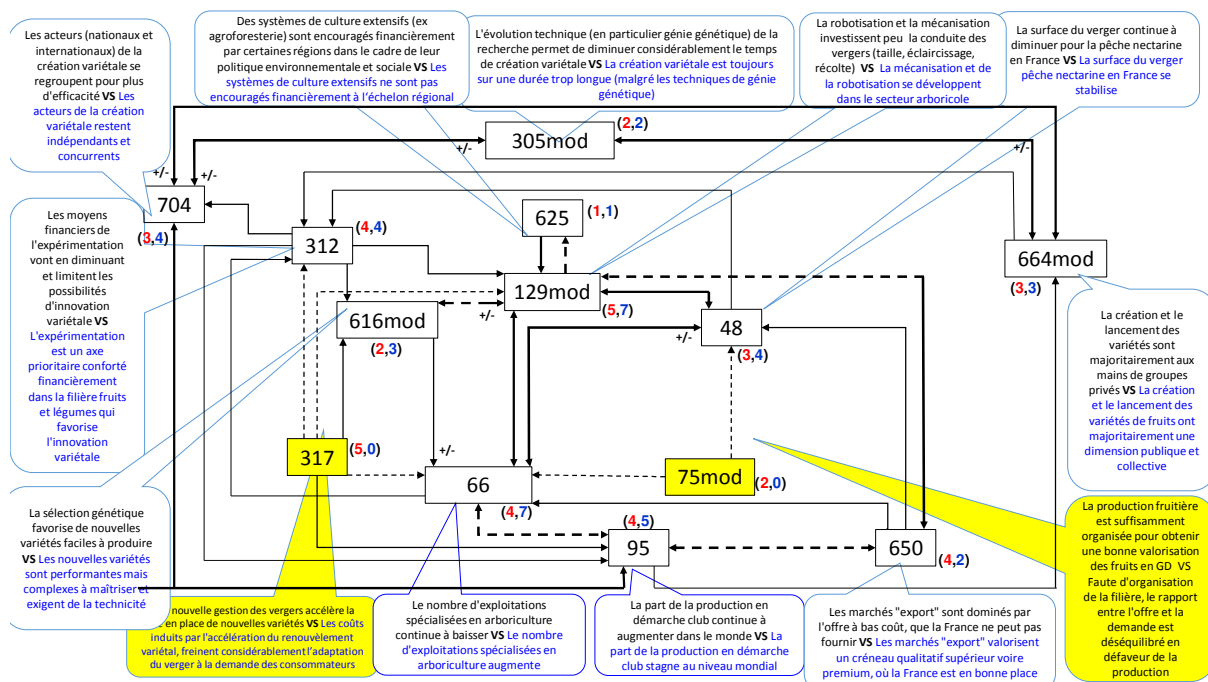 Les acteurs (nationaux et
internationaux) de la
création variétale se
regroupent pour plus
d'efficacité VS Les
acteurs de la création
variétale restent
indépendants et
concurrents
Des systèmes de culture extensifs (ex
agroforesterie) sont encouragés financièrement
par certaines régions dans le cadre de leur
politique environnementale et sociale VS Les
systèmes de culture extensifs ne sont pas
encouragés financièrement à l'échelon régional
L'évolution technique (en particulier génie génétique) de la
recherche permet de diminuer considérablement le temps
de création variétale VS La création variétale est toujours
sur une durée trop longue (malgré les techniques de génie
génétique)
La robotisation et la mécanisation
investissent peu la conduite des
vergers (taille, éclaircissage,
récolte) VS La mécanisation et de
la robotisation se développent
dans le secteur arboricole
La surface du verger continue à
diminuer pour la pêche nectarine
en France VS La surface du verger
pêche nectarine en France se
stabilise
305mod
(2,2)
+/-
+/-
+/-
+/-
+/-
704
(3,4)
312
(4,4)
625
(1,1)
664mod
(3,3)
129mod
(5,7)
+/-
616mod
(2,3)
48
(3,4)
+/-
Les moyens
financiers de
l'expérimentation
vont en diminuant
et limitent les
possibilités
d'innovation
variétale VS
L'expérimentation
est un axe
prioritaire conforté
financièrement
dans la filière fruits
et légumes qui
favorise
l'innovation
variétale
La création et le
lancement des
variétés sont
majoritairement aux
mains de groupes
privés VS La création
et le lancement des
variétés de fruits ont
majoritairement une
dimension publique et
collective
317
(5,0)
+/-
66
(4,7)
75mod
(2,0)
95
(4,5)
650
(4,2)
La sélection génétique
favorise de nouvelles
variétés faciles à produire
VS Les nouvelles variétés
sont performantes mais
complexes à maîtriser et
exigent de la technicité
nouvelle gestion des vergers accélère la
en place de nouvelles variétés VS Les coûts
induits par l'accélération du renouvèlement
variétal, freinent considérablement l'adaptation
du verger à la demande des consommateurs
Le nombre d'exploitations
spécialisées en arboriculture
continue à baisser VS Le nombre
d'exploitations spécialisées en
arboriculture augmente
La part de la production en
démarche club continue à
augmenter dans le monde VS La
part de la production en démarche
club stagne au niveau mondial
Les marchés "export" sont dominés par
l'offre à bas coût, que la France ne peut pas
fournir VS Les marchés "export" valorisent
un créneau qualitatif supérieur voire
premium, où la France est en bonne place
La production fruitière
est suffisamment
organisée pour obtenir
une bonne valorisation
des fruits en GD VS
Faute d'organisation
de la filière, le rapport
entre l'offre et la
demande est
déséquilibré en
défaveur de la
production